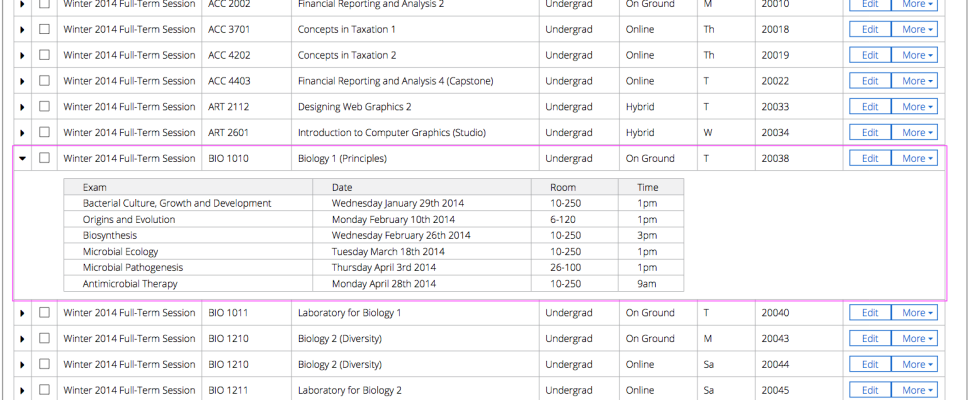 Winter 2014 Full-Term Session ACC 2002 Financial Reporting and Analysis 2 Undergrad On Ground M 20010 Edit More
Winter 2014 Full-Term Session ACC 3701 Concepts in Taxation 1 Undergrad Online Th 20018 Edit More
Winter 2014 Full-Term Session ACC 4202 Concepts in Taxation 2 Undergrad Online Th 20019 Edit More
Winter 2014 Full-Term Session ACC 4403 Financial Reporting and Analysis 4 (Capstone) Undergrad Online T 20022 Edit More
Winter 2014 Full-Term Session ART 2112 Designing Web Graphics 2 Undergrad Hybrid T 20033 Edit More
Winter 2014 Full-Term Session ART 2601 Introduction to Computer Graphics (Studio) Undergrad Hybrid W 20034 Edit More
Winter 2014 Full-Term Session BIO 1010 Biology 1 (Principles) Undergrad On Ground T 20038 Edit More
Exam Date Room Time
Bacterial Culture, Growth and Development Wednesday January 29th 2014 10-250 1pm
Origins and Evolution Monday February 10th 2014 6-120 1pm
Biosynthesis Wednesday February 26th 2014 10-250 3pm
Microbial Ecology Tuesday March 18th 2014 10-250 1pm
Microbial Pathogenesis Thursday April 3rd 2014 26-100 1pm
Antimicrobial Therapy Monday April 28th 2014 10-250 9am
Winter 2014 Full-Term Session BIO 1011 Laboratory for Biology 1 Undergrad On Ground T 20040 Edit More
Winter 2014 Full-Term Session BIO 1210 Biology 2 (Diversity) Undergrad On Ground M 20043 Edit More
Winter 2014 Full-Term Session BIO 1210 Biology 2 (Diversity) Undergrad Online Sa 20044 Edit More
Winter 2014 Full-Term Session BIO 1211 Laboratory for Biology 2 Undergrad Online Sa 20045 Edit More